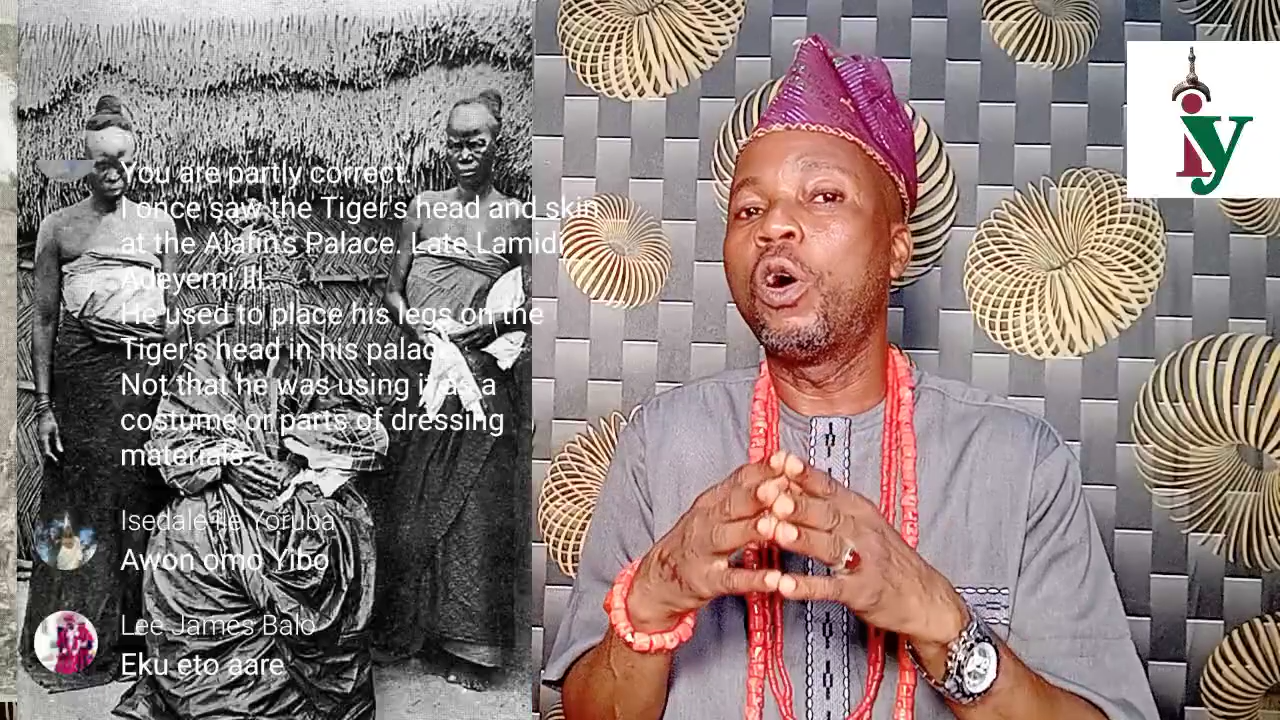 iy
You are partly correct.
I once saw the Tiger's head and skin
at the Alafin's Palace. Late Lamidi
Adeyemi III.
He used to place his legs on the
Tiger's head in his palace
Not that he was using it as a
costume or parts of dressing
materials
Isedale Ile Yoruba
Awon omo Yibo
Lee James Balo
Eku eto aare